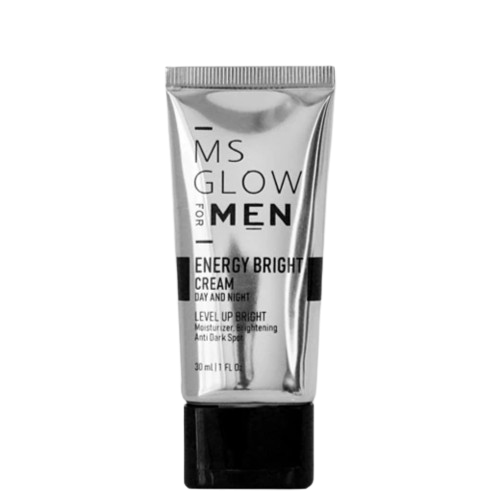 MS
GLOW
FOR MEN
ENERGY BRIGHT
CREAM
DAY AND NIGHT
LEVEL UP BRIGHT
Moisturizer, Brightening
Anti Dark Spot
30 ml | 1 FL Oz